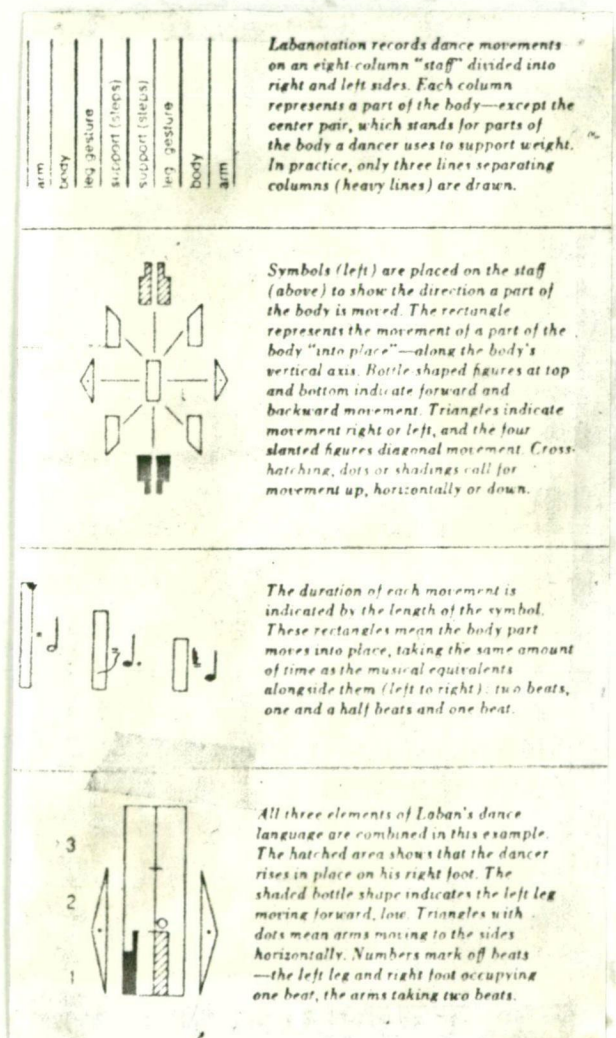 arm
body
leg gesture
support (steps)
support (steps)
leg gesture
body
arm
Labanotation records dance movements
on an eight column "staff" divided into
right and left sides. Each column
represents a part of the body—except the
center pair, which stands for parts of
the body a dancer uses to support weight.
In practice, only three lines separating
columns (heavy lines) are drawn.
Symbols (left) are placed on the staff
(above) to show the direction a part of
the body is moved. The rectangle
represents the movement of a part of the
body "into place"—along the body's
vertical axis. Bottle shaped figures at top
and bottom indicate forward and
backward movement. Triangles indicate
movement right or left, and the four
slanted figures diagonal movement. Cross-
hatching, dots or shadings call for
movement up, horizontally or down.
The duration of each movement is
indicated by the length of the symbol.
These rectangles mean the body part
moves into place, taking the same amount
of time as the musical equivalents
alongside them (left to right): two beats,
one and a half beats and one beat.
All three elements of Laban's dance
language are combined in this example.
The hatched area shows that the dancer
rises in place on his right foot. The
shaded bottle shape indicates the left leg
moving forward, low. Triangles with
dots mean arms moving to the sides
horizontally. Numbers mark off beats
—the left leg and right foot occupying
one beat, the arms taking two beats.
3
2
1